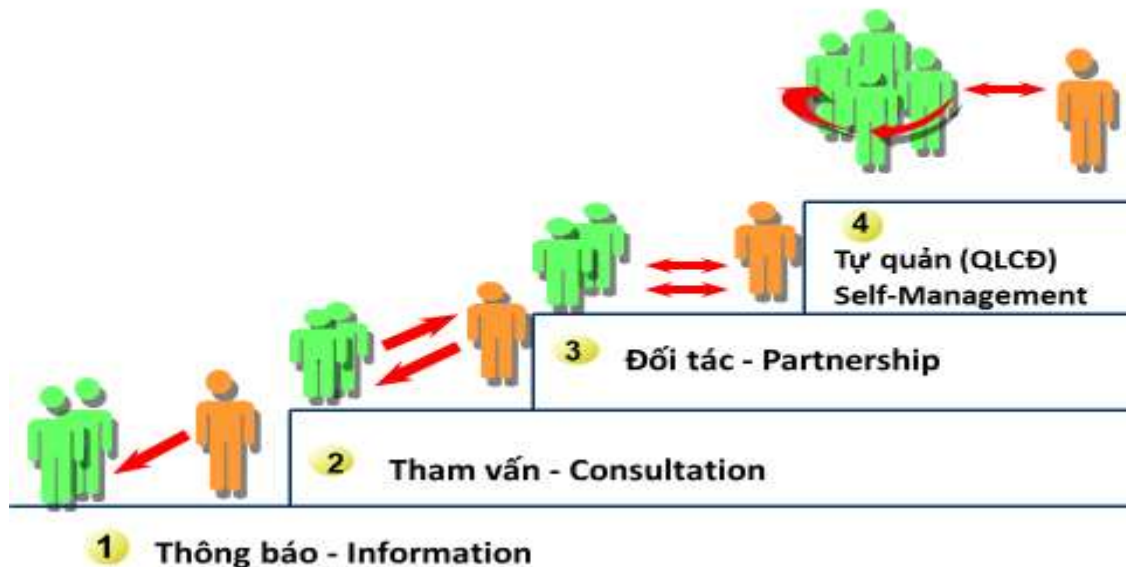 4
Tự quản (QLCĐ)
Self-Management
3 Đối tác - Partnership
2 Tham vấn - Consultation
1 Thông báo - Information